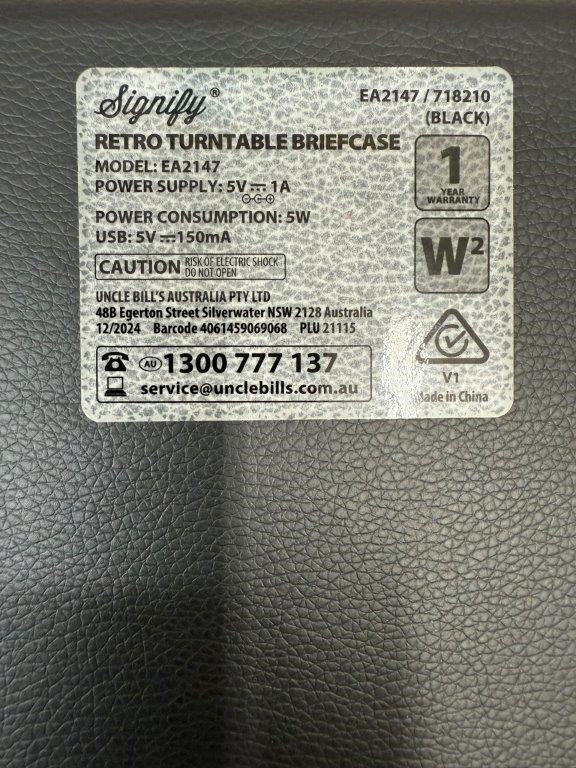 Signify®
EA2147 / 718210
(BLACK)
RETRO TURNTABLE BRIEFCASE
MODEL: EA2147
POWER SUPPLY: 5V ⎓ 1A
POWER CONSUMPTION: 5W
USB: 5V ⎓150mA
CAUTION RISK OF ELECTRIC SHOCK
DO NOT OPEN
1
YEAR
WARRANTY
W²
UNCLE BILL'S AUSTRALIA PTY LTD
48B Egerton Street Silverwater NSW 2128 Australia
12/2024 Barcode 4061459069068 PLU 21115
AU 1300 777 137
service@unclebills.com.au
V1
Made in China